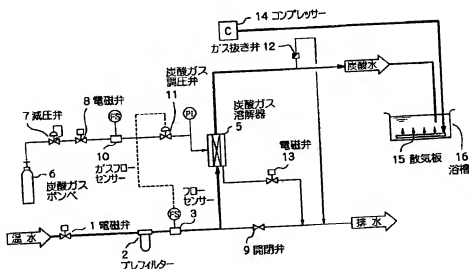 14 コンプレッサー
C
ガス抜き弁 12
炭酸水
炭酸ガス
調圧弁
11
炭酸ガス
溶解器
5
8 電磁弁
7 減圧弁
FS
PI
10
ガスフロー
センサー
6
炭酸ガス
ボンベ
電磁弁
13
15 散気板
16
浴槽
フロー
センサー
FS
3
1 電磁弁
温水
2
プレフィルター
9 開閉弁
排水